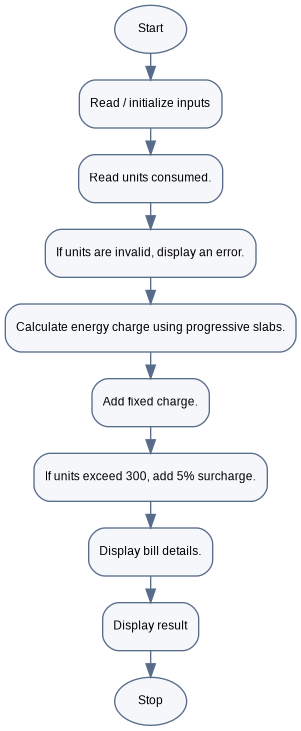 Start
Read / initialize inputs
Read units consumed.
If units are invalid, display an error.
Calculate energy charge using progressive slabs.
Add fixed charge.
If units exceed 300, add 5% surcharge.
Display bill details.
Display result
Stop